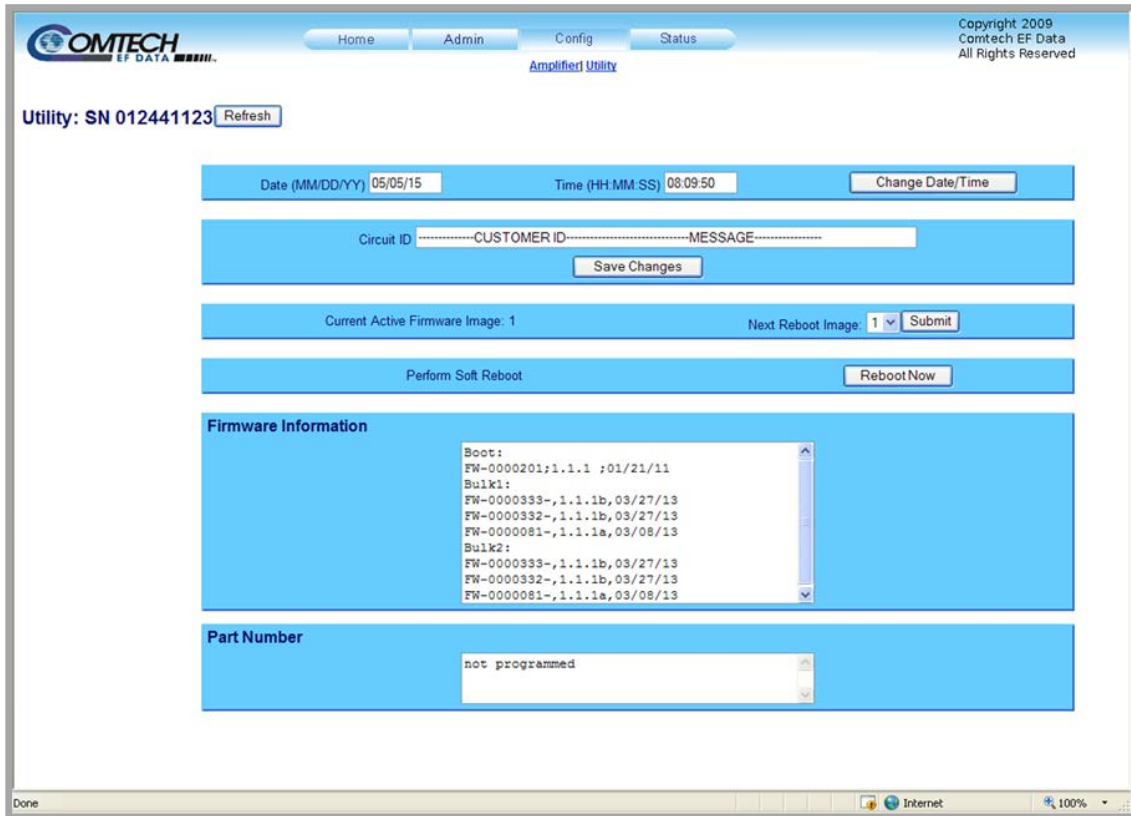 COMTECH
EF DATA
Home Admin Config Status
Amplifier| Utility
Copyright 2009
Comtech EF Data
All Rights Reserved
Utility: SN 012441123 Refresh
Date (MM/DD/YY) 05/05/15 Time (HH:MM:SS) 08:09:50 Change Date/Time
Circuit ID --------------CUSTOMER ID-------------------------------MESSAGE-----------------
Save Changes
Current Active Firmware Image: 1 Next Reboot Image: 1 Submit
Perform Soft Reboot Reboot Now
Firmware Information
Boot:
FW-0000201;1.1.1 ;01/21/11
Bulk1:
FW-0000333-,1.1.1b,03/27/13
FW-0000332-,1.1.1b,03/27/13
FW-0000081-,1.1.1a,03/08/13
Bulk2:
FW-0000333-,1.1.1b,03/27/13
FW-0000332-,1.1.1b,03/27/13
FW-0000081-,1.1.1a,03/08/13
Part Number
not programmed
Done Internet 100%